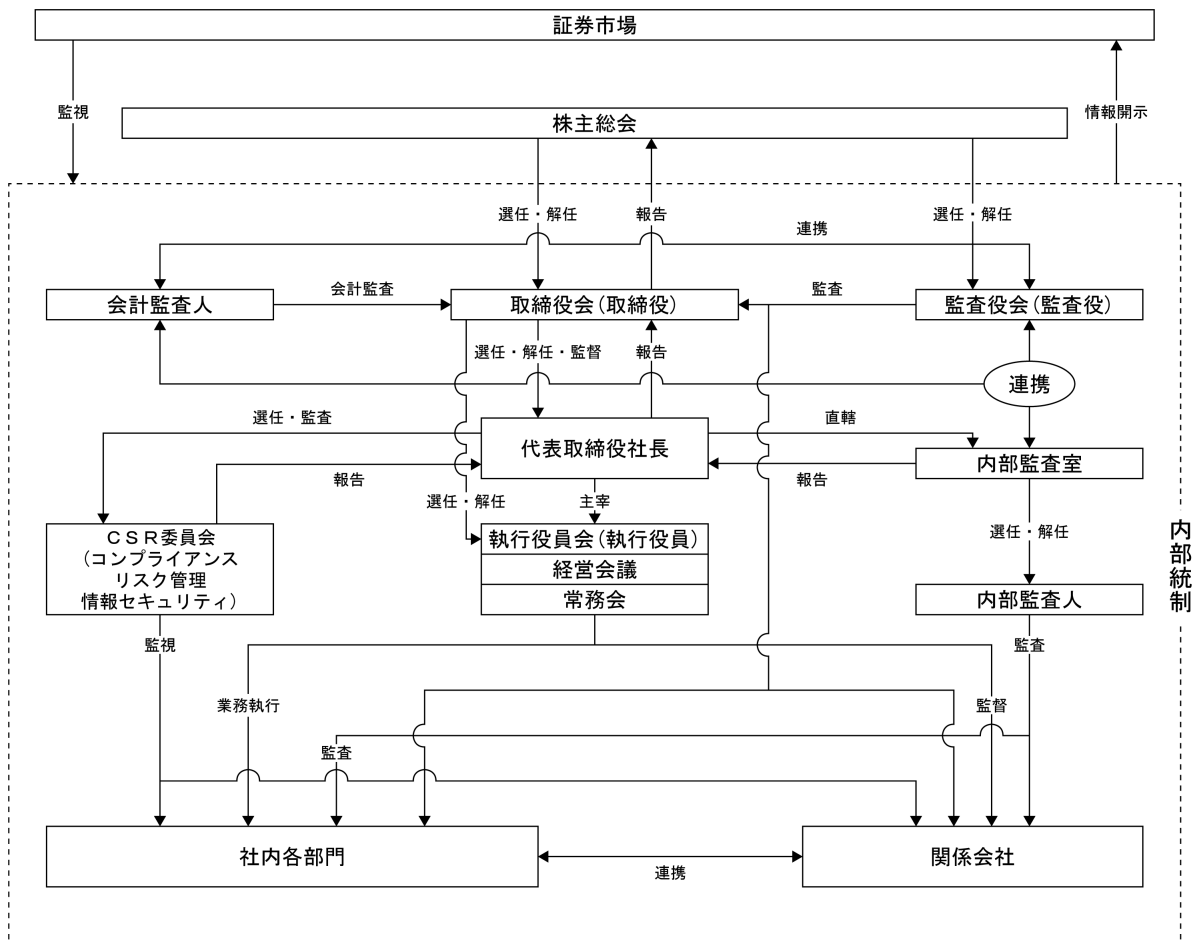 証券市場
監視
情報開示
株主総会
選任・解任
報告
選任・解任
連携
会計監査人
会計監査
取締役会(取締役)
監査
監査役会(監査役)
選任・解任・監督
報告
連携
選任・監査
代表取締役社長
直轄
内部監査室
報告
報告
選任・解任
主宰
選任・解任
CSR委員会
(コンプライアンス
リスク管理
情報セキュリティ)
執行役員会(執行役員)
経営会議
常務会
内部監査人
内部統制
監視
監査
業務執行
監督
監査
社内各部門
連携
関係会社